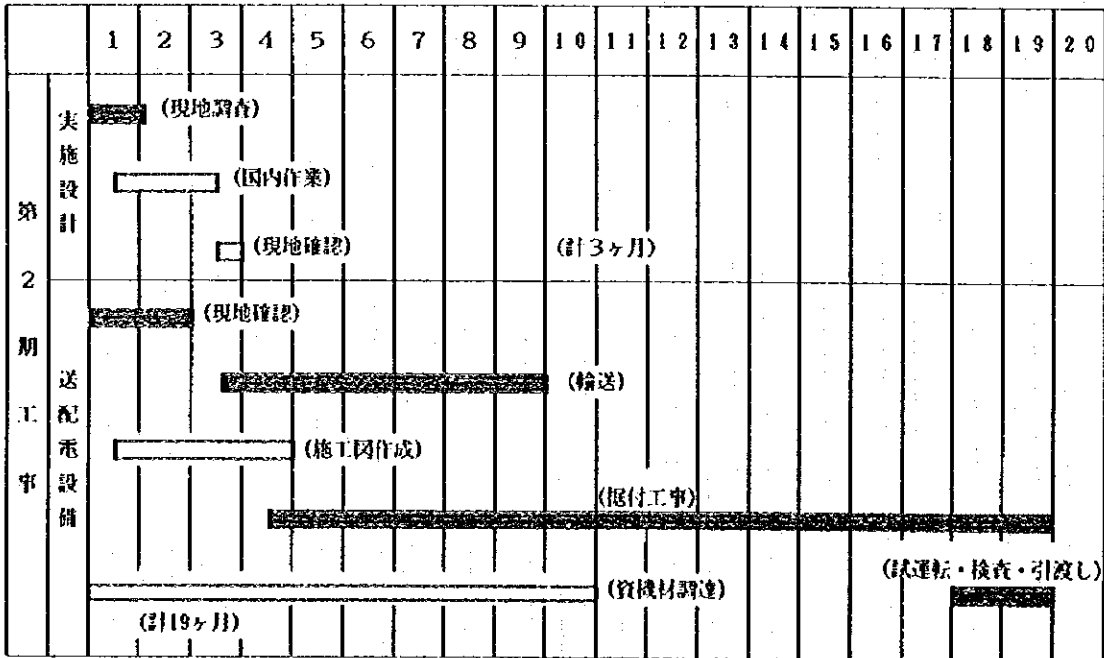 1 2 3 4 5 6 7 8 9 10 11 12 13 14 15 16 17 18 19 20
第2期工事
実施設計
(現地調査)
(国内作業)
(現地確認)
(計3ヶ月)
送配電設備
(現地確認)
(輸送)
(施工図作成)
(据付工事)
(試運転・検査・引渡し)
(資機材調達)
(計19ヶ月)